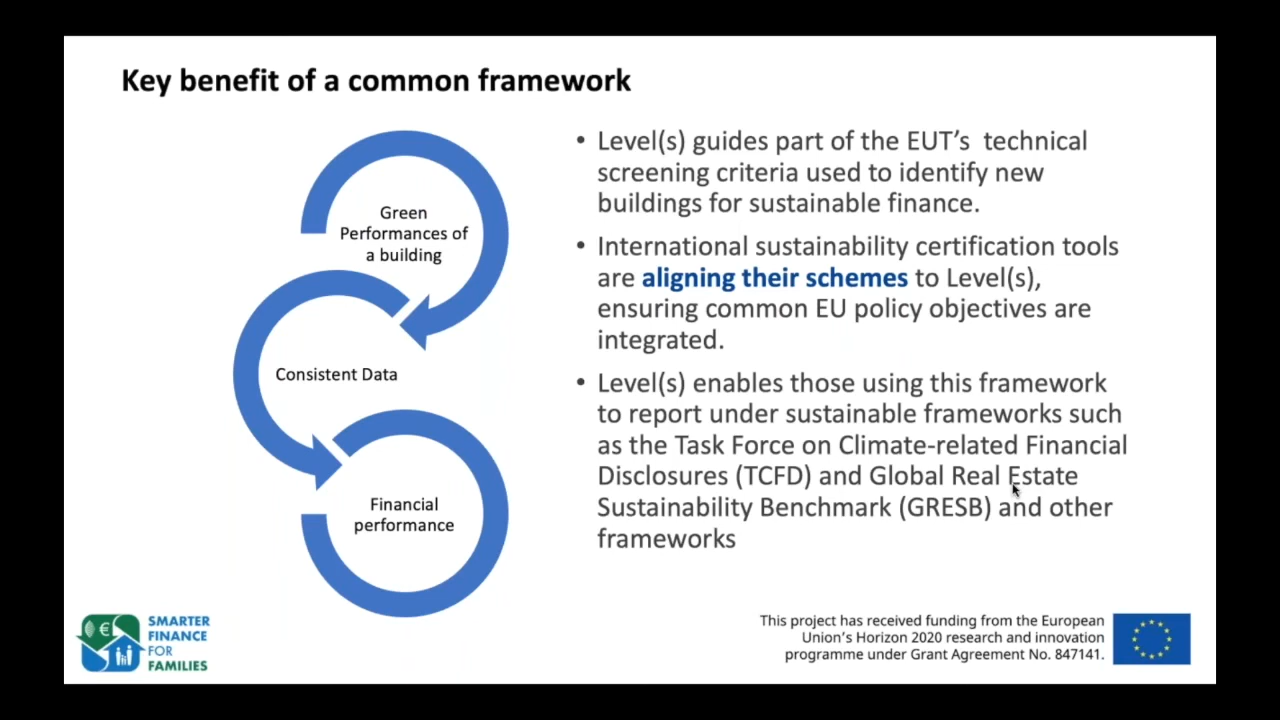 Key benefit of a common framework
Green
Performances of
a building
Consistent Data
Financial
performance
• Level(s) guides part of the EUT’s  technical
screening criteria used to identify new
buildings for sustainable finance.
• International sustainability certification tools
are aligning their schemes to Level(s),
ensuring common EU policy objectives are
integrated.
• Level(s) enables those using this framework
to report under sustainable frameworks such
as the Task Force on Climate-related Financial
Disclosures (TCFD) and Global Real Estate
Sustainability Benchmark (GRESB) and other
frameworks
€
SMARTER
FINANCE
FOR
FAMILIES
This project has received funding from the European
Union’s Horizon 2020 research and innovation
programme under Grant Agreement No. 847141.